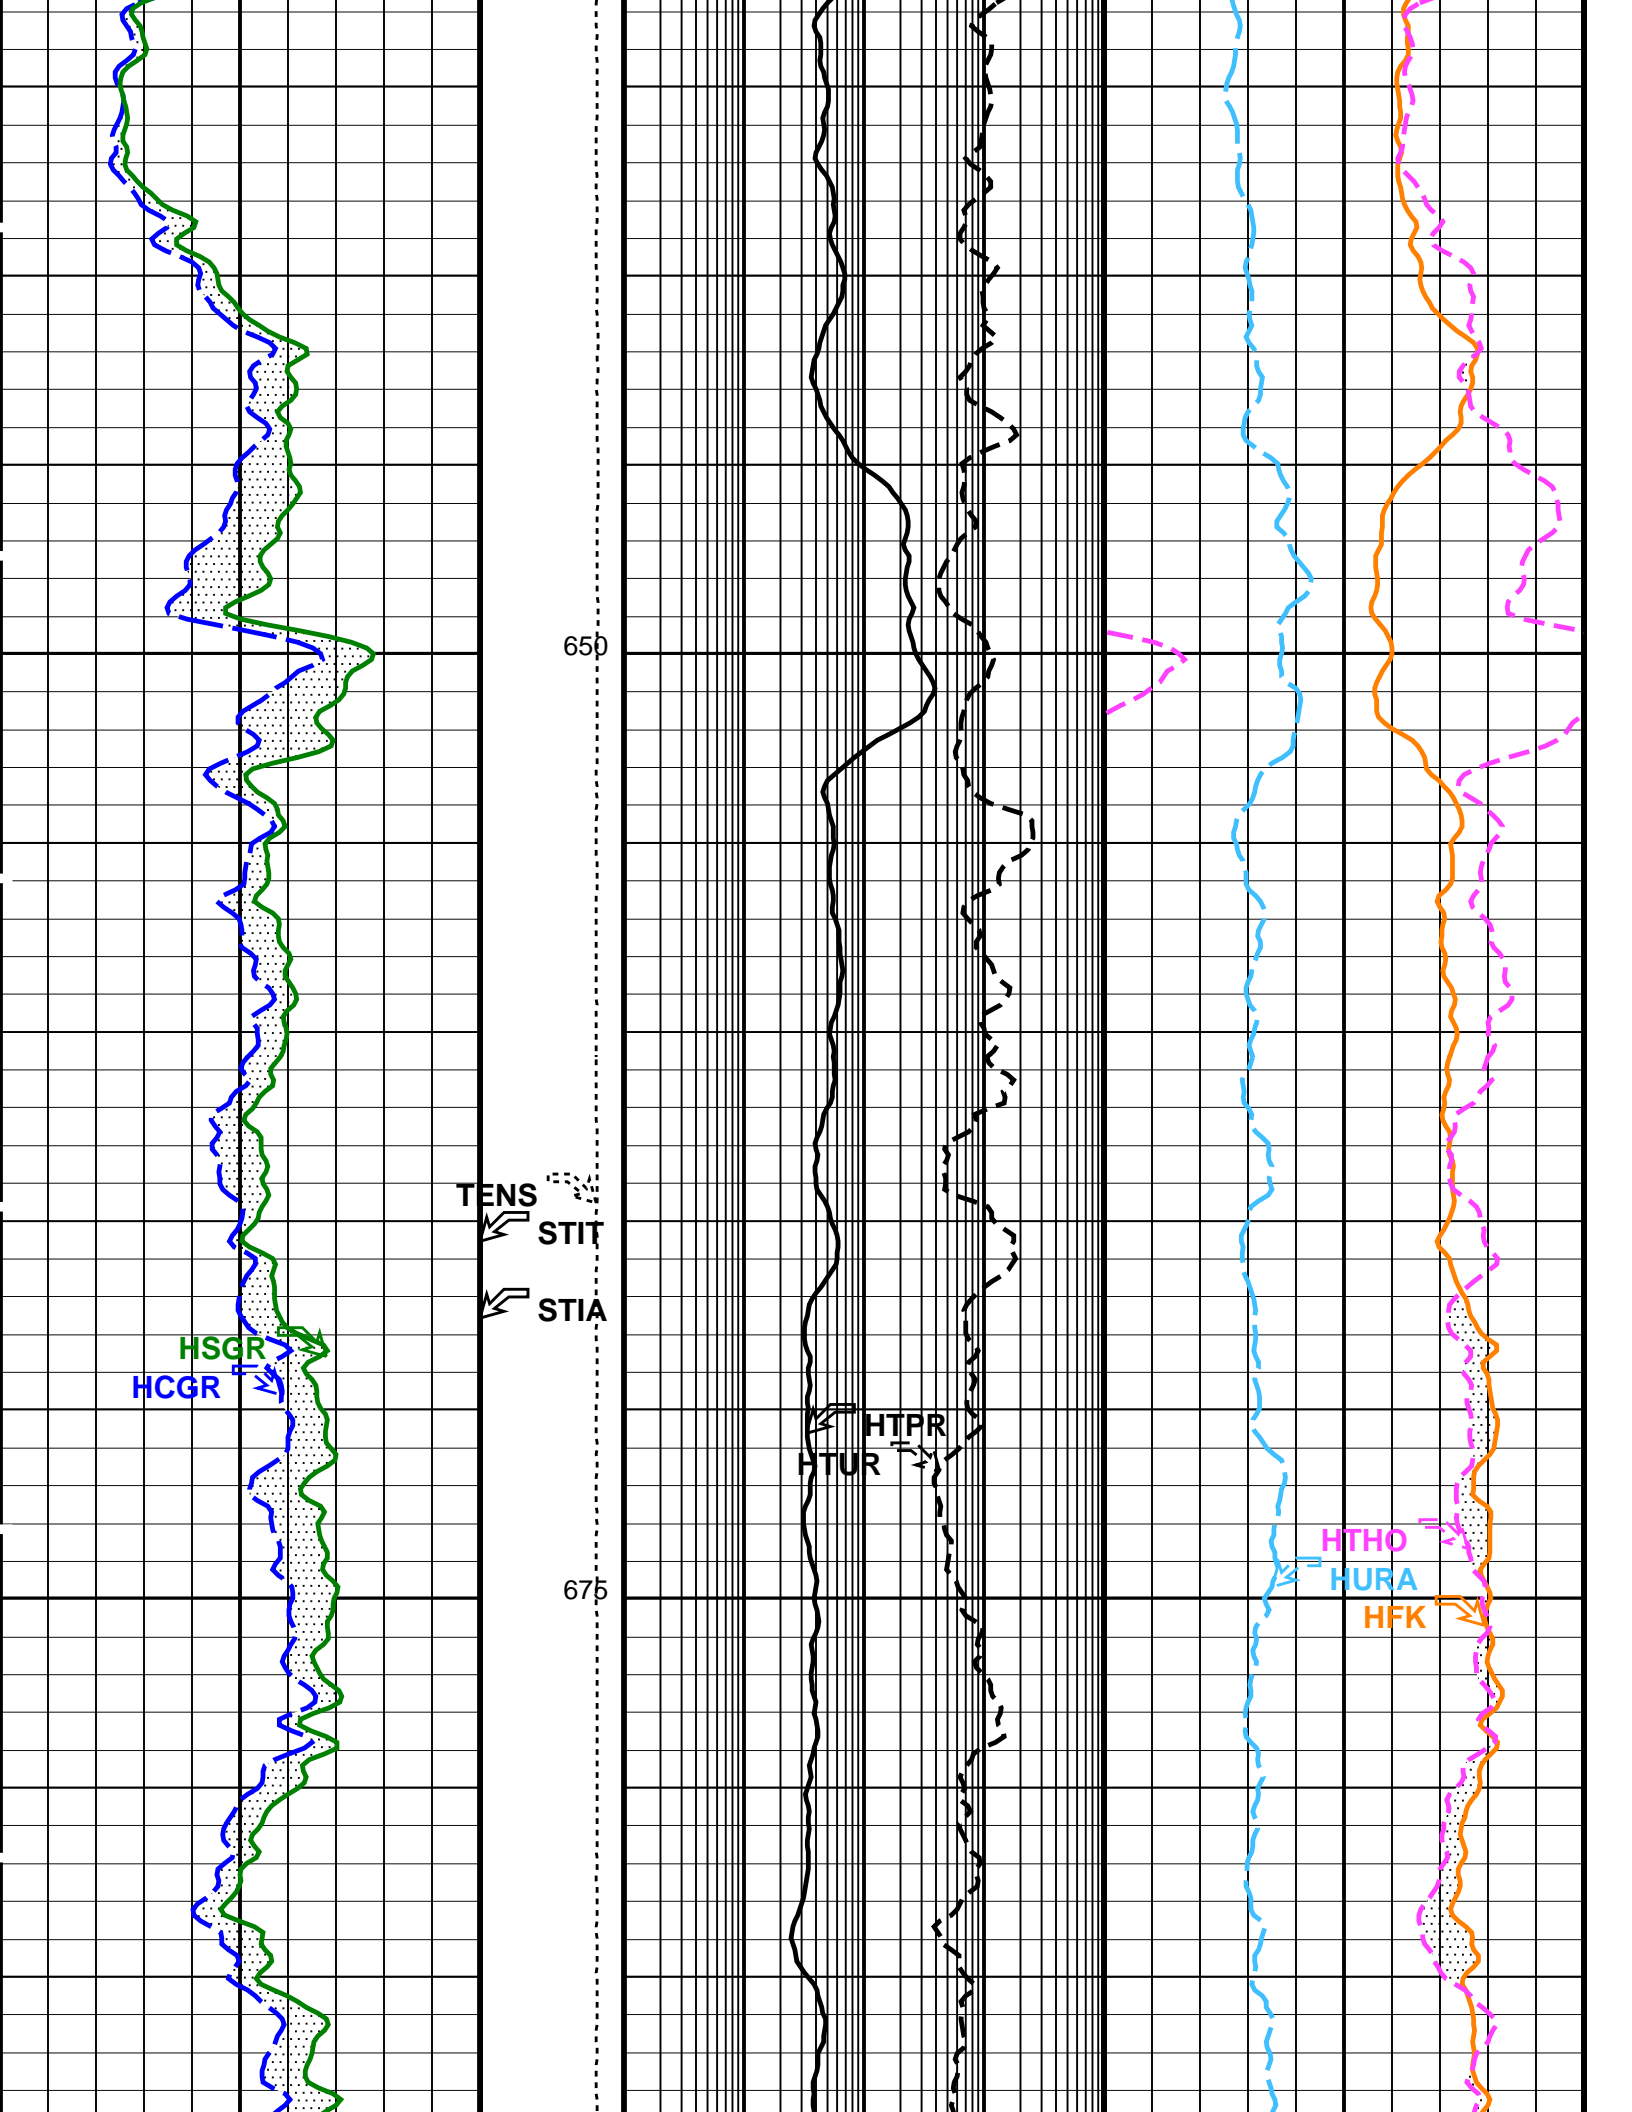 650
TENS
STIT
STIA
HSGR
HCGR
HTPR
HTUR
HTHO
HURA
675
HFK